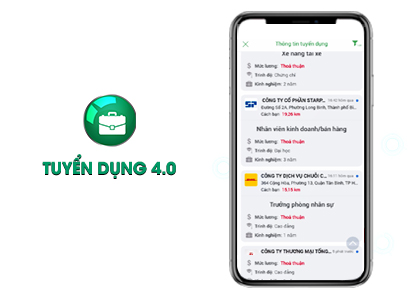 TUYỂN DỤNG 4.0
Thông tin tuyển dụng
Xe nâng tái xe
Mức lương: Thoả thuận
Trình độ: Chứng chỉ
Kinh nghiệm: 3 năm
CÔNG TY CỔ PHẦN STARP...
Đường Số 2A, Phường Long Bình, Thành phố Bi...
Cách bạn: 19.26 km
Nhân viên kinh doanh/bán hàng
Mức lương: Thoả thuận
Trình độ: Đại học
Kinh nghiệm: 3 năm
CÔNG TY DỊCH VỤ CHUỖI C...
364 Cộng Hòa, Phường 13, Quận Tân Bình, TP H...
Cách bạn: 19.19 km
Trưởng phòng nhân sự
Mức lương: Thoả thuận
Trình độ: Cao đẳng
Kinh nghiệm: 1 năm
CÔNG TY THƯƠNG MẠI TỔNG...
Mức lương: Thoả thuận
Trình độ: Cao đẳng